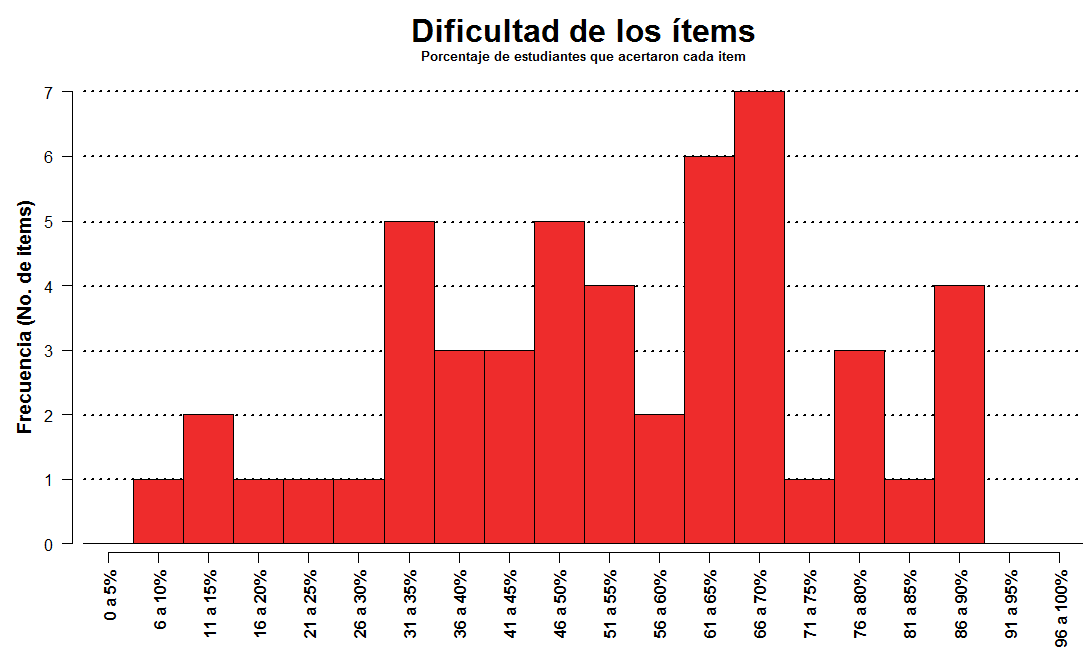 Dificultad de los ítems
Porcentaje de estudiantes que acertaron cada item
Frecuencia (No. de items)
7
6
5
4
3
2
1
0
0 a 5%
6 a 10%
11 a 15%
16 a 20%
21 a 25%
26 a 30%
31 a 35%
36 a 40%
41 a 45%
46 a 50%
51 a 55%
56 a 60%
61 a 65%
66 a 70%
71 a 75%
76 a 80%
81 a 85%
86 a 90%
91 a 95%
96 a 100%